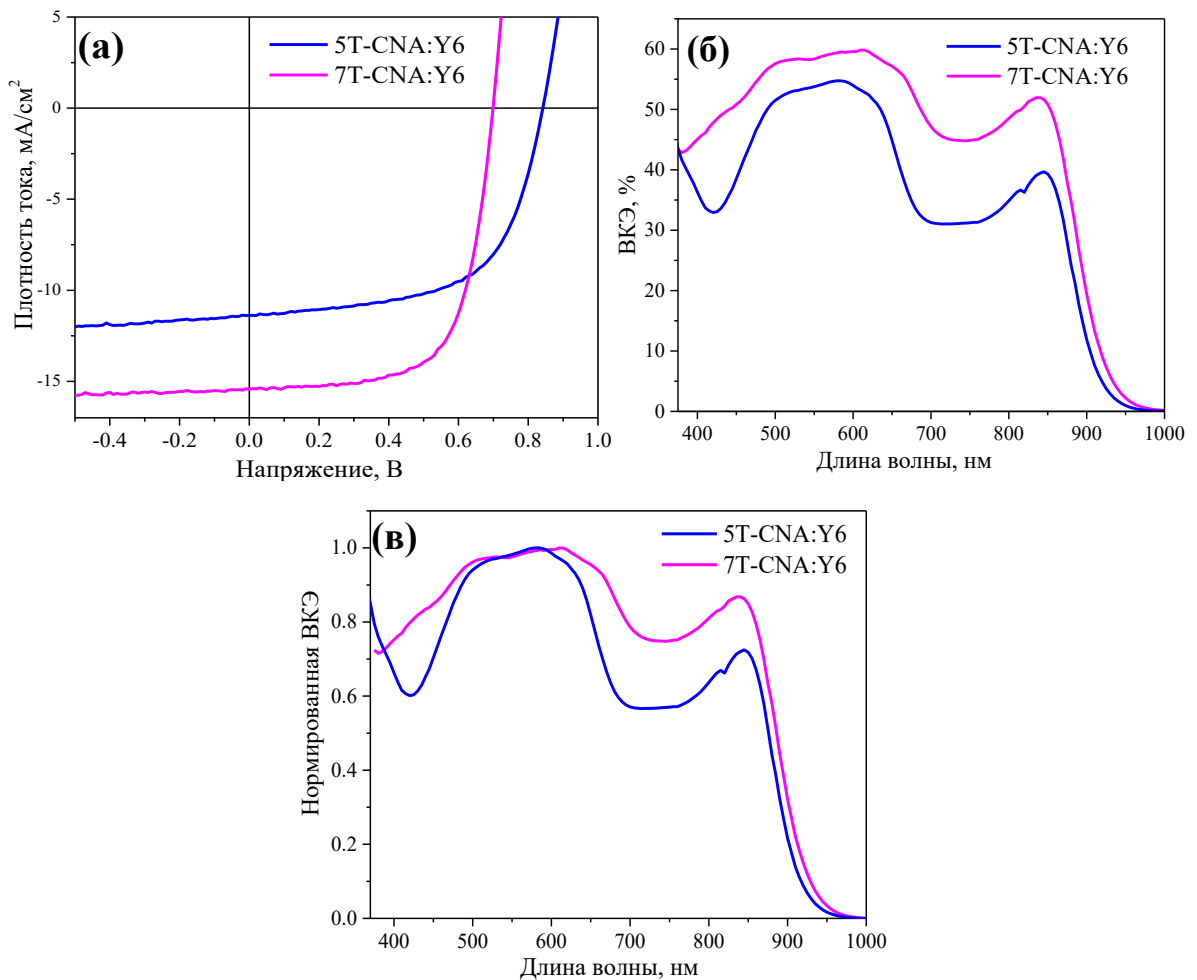 (а)
5T-CNA:Y6
7T-CNA:Y6
5
0
-5
-10
-15
-0.4 -0.2 0.0 0.2 0.4 0.6 0.8 1.0
Плотность тока, мА/см²
Напряжение, В
(б)
5T-CNA:Y6
7T-CNA:Y6
60
50
40
30
20
10
0
400 500 600 700 800 900 1000
ВКЭ, %
Длина волны, нм
(в)
5T-CNA:Y6
7T-CNA:Y6
1.0
0.8
0.6
0.4
0.2
0.0
400 500 600 700 800 900 1000
Нормированная ВКЭ
Длина волны, нм